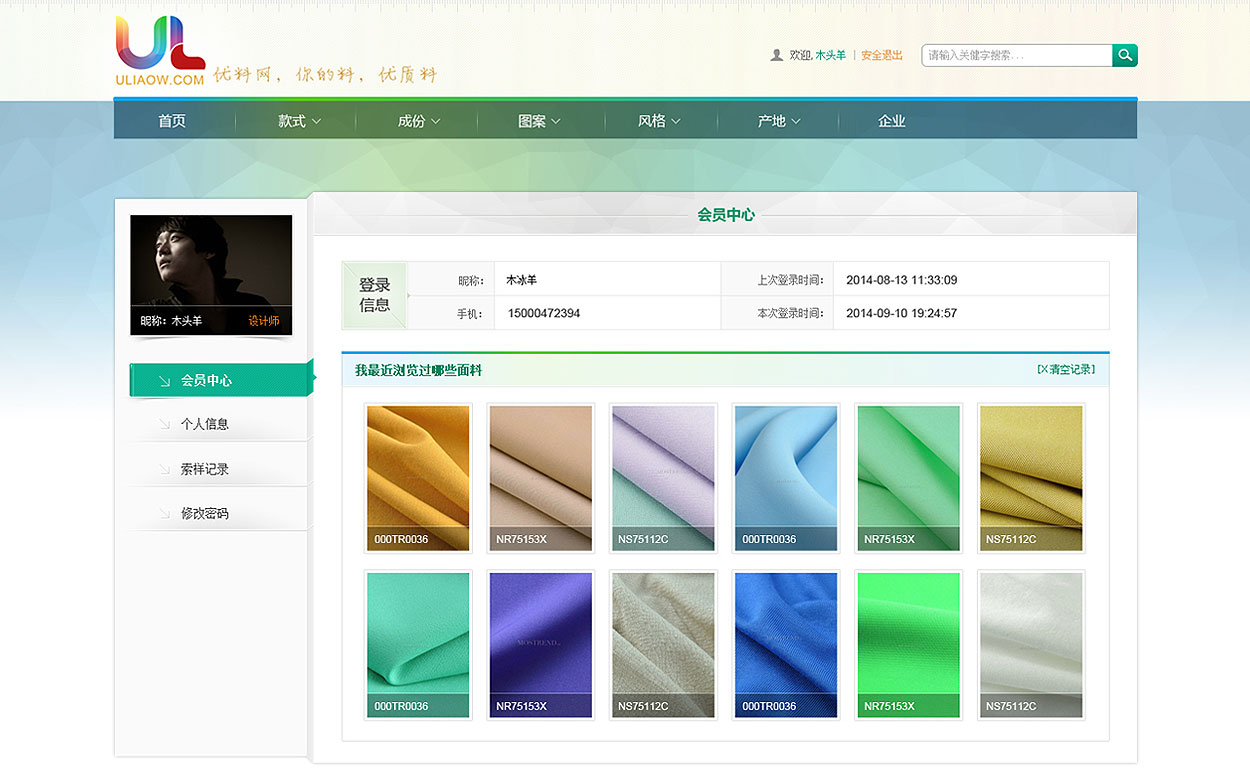 UL
ULIAOW.COM 优料网，你的料，优质料
欢迎, 木头羊 | 安全退出
请输入关键字搜索...
首页 款式 成份 图案 风格 产地 企业
昵称：木头羊 设计师
会员中心
个人信息
索样记录
修改密码
会员中心
登录
信息
昵称： 木冰羊 上次登录时间： 2014-08-13 11:33:09
手机： 15000472394 本次登录时间： 2014-09-10 19:24:57
我最近浏览过哪些面料 [X清空记录]
000TR0036 NR75153X NS75112C 000TR0036 NR75153X NS75112C
MOSTREND
000TR0036 NR75153X NS75112C 000TR0036 NR75153X NS75112C